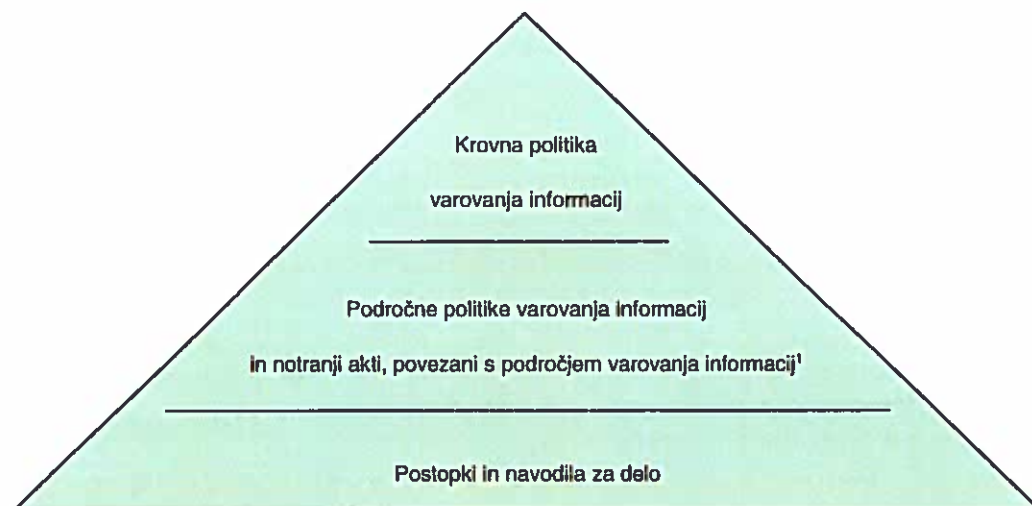 Krovna politika
varovanja informacij
Področne politike varovanja informacij
in notranji akti, povezani s področjem varovanja informacij¹
Postopki in navodila za delo